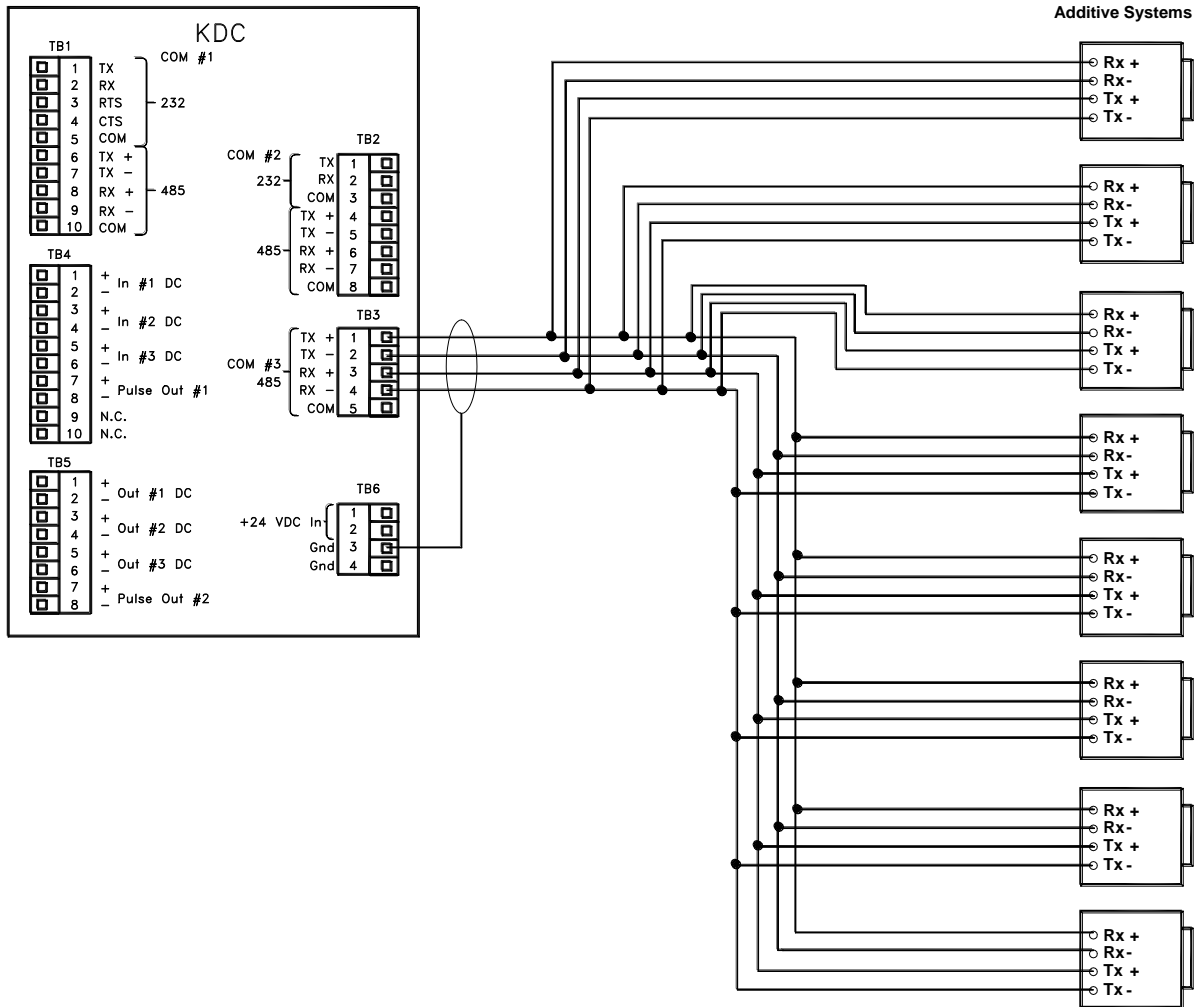 Additive Systems
KDC
TB1
COM #1
1 TX
2 RX
3 RTS
4 CTS
5 COM
232
6 TX +
7 TX -
8 RX +
9 RX -
10 COM
485
TB4
1 +
2 -
In #1 DC
3 +
4 -
In #2 DC
5 +
6 -
In #3 DC
7 +
8 -
Pulse Out #1
9 N.C.
10 N.C.
TB5
1 +
2 -
Out #1 DC
3 +
4 -
Out #2 DC
5 +
6 -
Out #3 DC
7 +
8 -
Pulse Out #2
TB2
COM #2
232
TX 1
RX 2
COM 3
485
TX + 4
TX - 5
RX + 6
RX - 7
COM 8
TB3
COM #3
485
TX + 1
TX - 2
RX + 3
RX - 4
COM 5
TB6
+24 VDC In
1
2
Gnd 3
Gnd 4
Rx +
Rx-
Tx +
Tx-
Rx +
Rx-
Tx +
Tx-
Rx +
Rx-
Tx +
Tx-
Rx +
Rx-
Tx +
Tx-
Rx +
Rx-
Tx +
Tx-
Rx +
Rx-
Tx +
Tx-
Rx +
Rx-
Tx +
Tx-
Rx +
Rx-
Tx +
Tx-